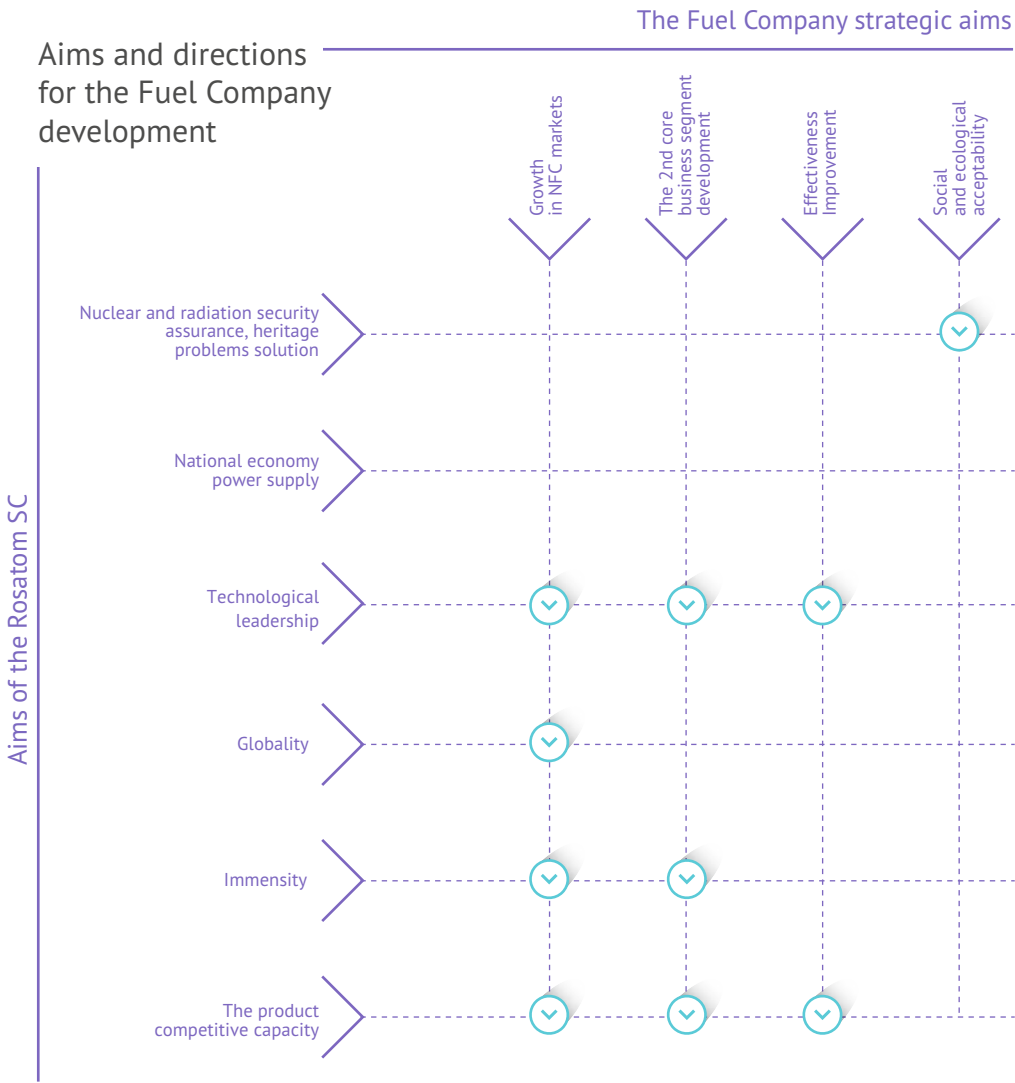 The Fuel Company strategic aims
Aims and directions
for the Fuel Company
development
Growth
in NFC markets
The 2nd core
business segment
development
Effectiveness
Improvement
Social
and ecological
acceptability
Aims of the Rosatom SC
Nuclear and radiation security
assurance, heritage
problems solution
National economy
power supply
Technological
leadership
Globality
Immensity
The product
competitive capacity